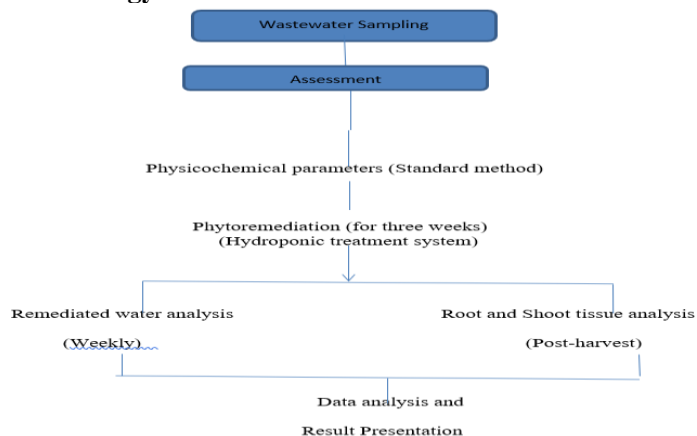 gy
Wastewater Sampling
Assessment
Physicochemical parameters (Standard method)
Phytoremediation (for three weeks)
(Hydroponic treatment system)
Remediated water analysis
Root and Shoot tissue analysis
(Weekly)
(Post-harvest)
Data analysis and
Result Presentation